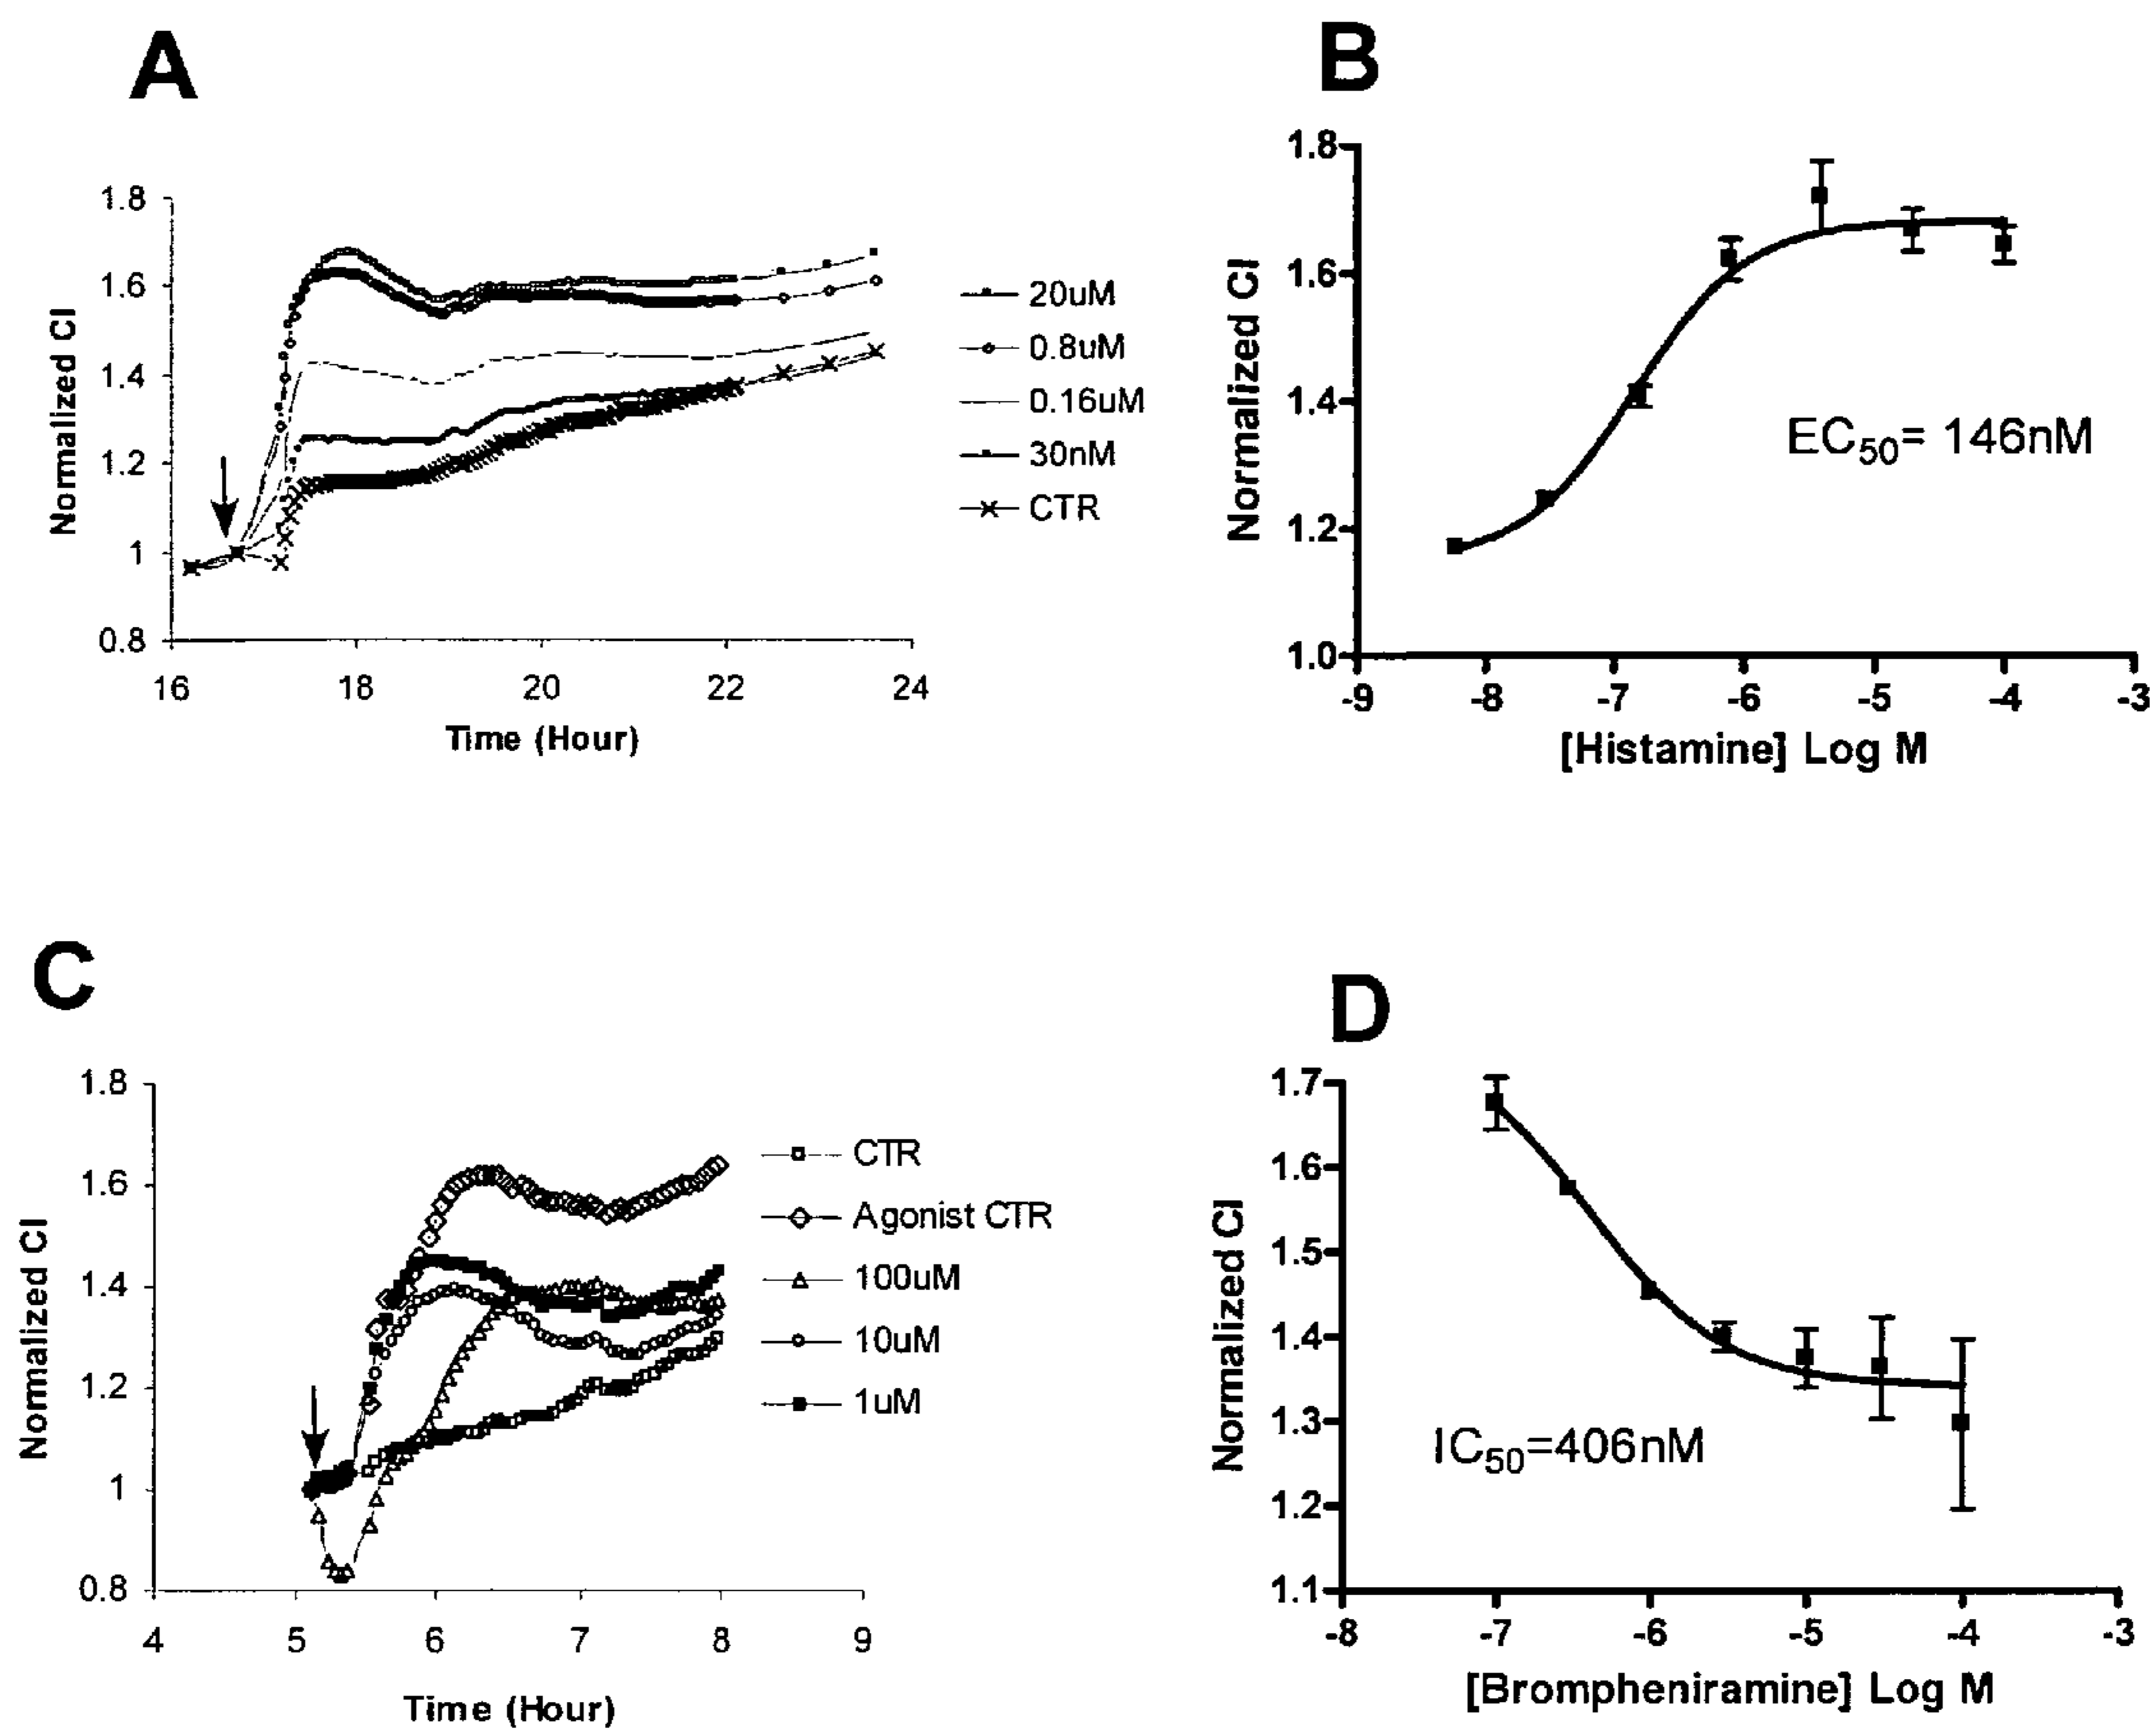 A
1.8
1.6
1.4
1.2
1
0.8
16 18 20 22 24
Normalized CI
Time (Hour)
20uM
0.8uM
0.16uM
30nM
CTR
B
1.8
1.6
1.4
1.2
1.0
-9 -8 -7 -6 -5 -4 -3
Normalized CI
EC50= 146nM
[Histamine] Log M
C
1.8
1.6
1.4
1.2
1
0.8
4 5 6 7 8 9
Normalized CI
Time (Hour)
CTR
Agonist CTR
100uM
10uM
1uM
D
1.7
1.6
1.5
1.4
1.3
1.2
1.1
-8 -7 -6 -5 -4 -3
Normalized CI
IC50=406nM
[Brompheniramine] Log M